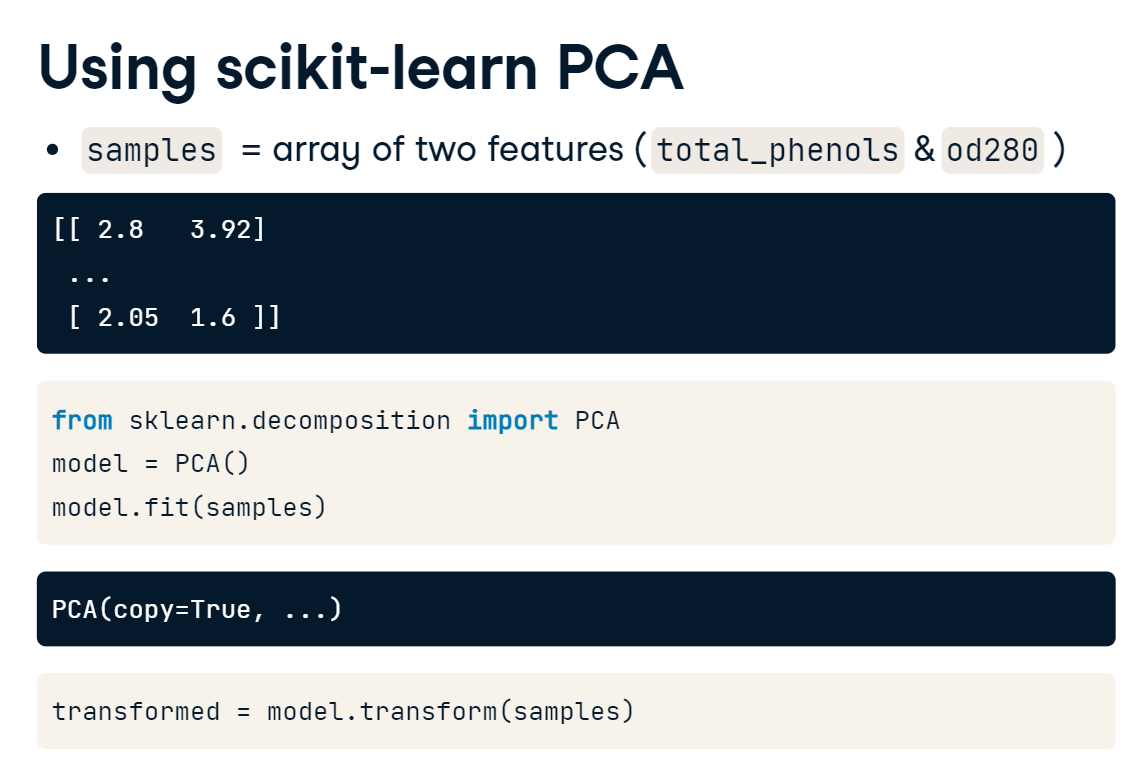 Using scikit-learn PCA
• samples = array of two features ( total_phenols & od280 )
[[ 2.8   3.92]
 ...
 [ 2.05  1.6 ]]
from sklearn.decomposition import PCA
model = PCA()
model.fit(samples)
PCA(copy=True, ...)
transformed = model.transform(samples)